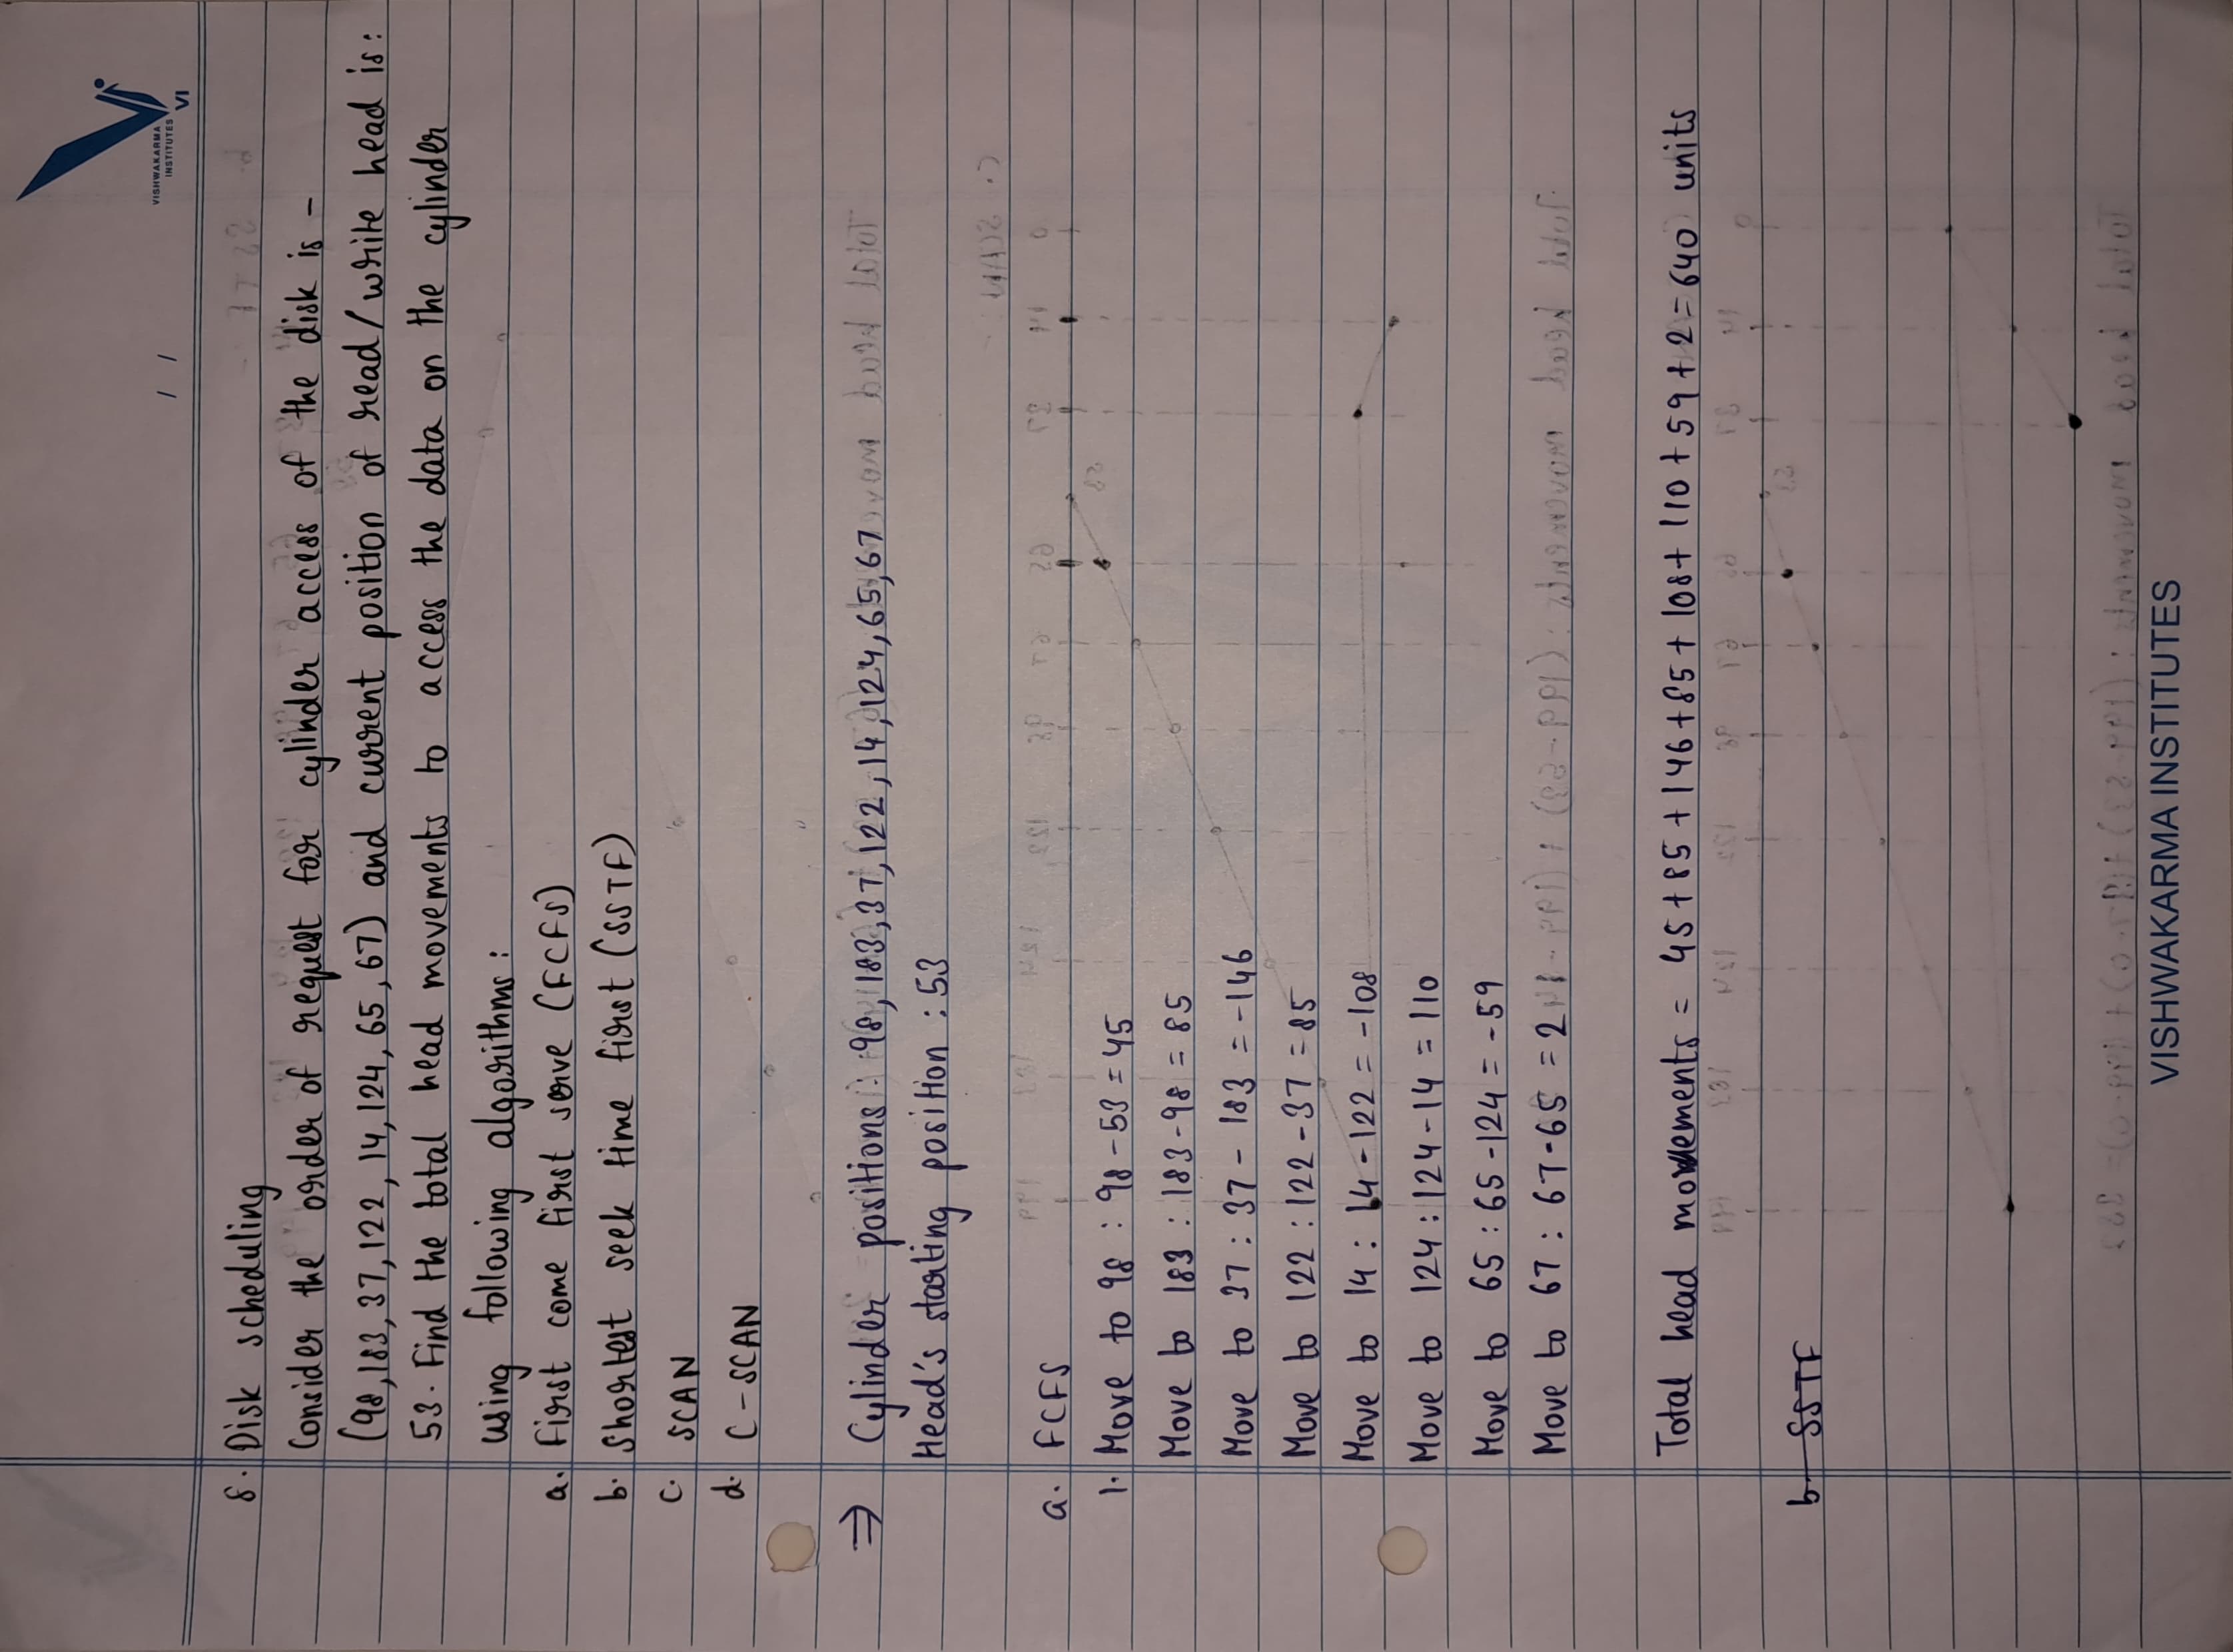 VISHWAKARMA
INSTITUTES
VI
/ /
8. Disk scheduling
Consider the order of request for cylinder access of the disk is -
(98,183, 37,122, 14,124, 65,67) and current position of read/write head is:
53. Find the total head movements to access the data on the cylinder
using following algorithms:
a. First come first serve (FCFS)
b. Shortest seek time first (SSTF)
c. SCAN
d. C-SCAN
⇒ Cylinder positions: 98, 183,37,122,14,124,65,67
Head's starting position : 53
a. FCFS
1. Move to 98 : 98-53=45
Move to 183 : 183-98 = 85
Move to 37 : 37- 183 = -146
Move to 122 : 122-37 = 85
Move to 14 : 14-122 = -108
Move to 124 : 124-14 = 110
Move to 65 : 65-124 = -59
Move to 67 : 67-65 = 2
Total head movements = 45+85+146+85+108+110+59+2=640 units
b SSTF
VISHWAKARMA INSTITUTES